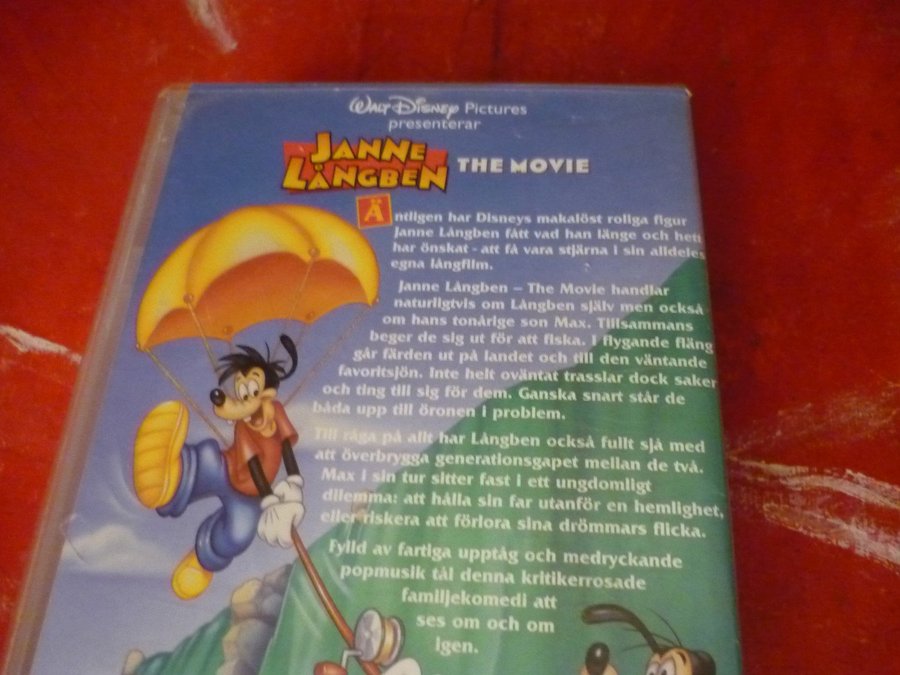 WALT DISNEY Pictures
presenterar
JANNE
LÅNGBEN THE MOVIE
Äntligen har Disneys makalöst roliga figur
Janne Långben fått vad han länge och hett
har önskat - att få vara stjärna i sin alldeles
egna långfilm.
Janne Långben – The Movie handlar
naturligtvis om Långben själv men också
om hans tonårige son Max. Tillsammans
beger de sig ut för att fiska. I flygande fläng
går färden ut på landet och till den väntande
favoritsjön. Inte helt oväntat trasslar dock saker
och ting till sig för dem. Ganska snart står de
båda upp till öronen i problem.
Till råga på allt har Långben också fullt sjå med
att överbrygga generationsgapet mellan de två.
Max i sin tur sitter fast i ett ungdomligt
dilemma: att hålla sin far utanför en hemlighet,
eller riskera att förlora sina drömmars flicka.
Fylld av fartiga upptåg och medryckande
popmusik tål denna kritikerrosade
familjekomedi att
ses om och om
igen.